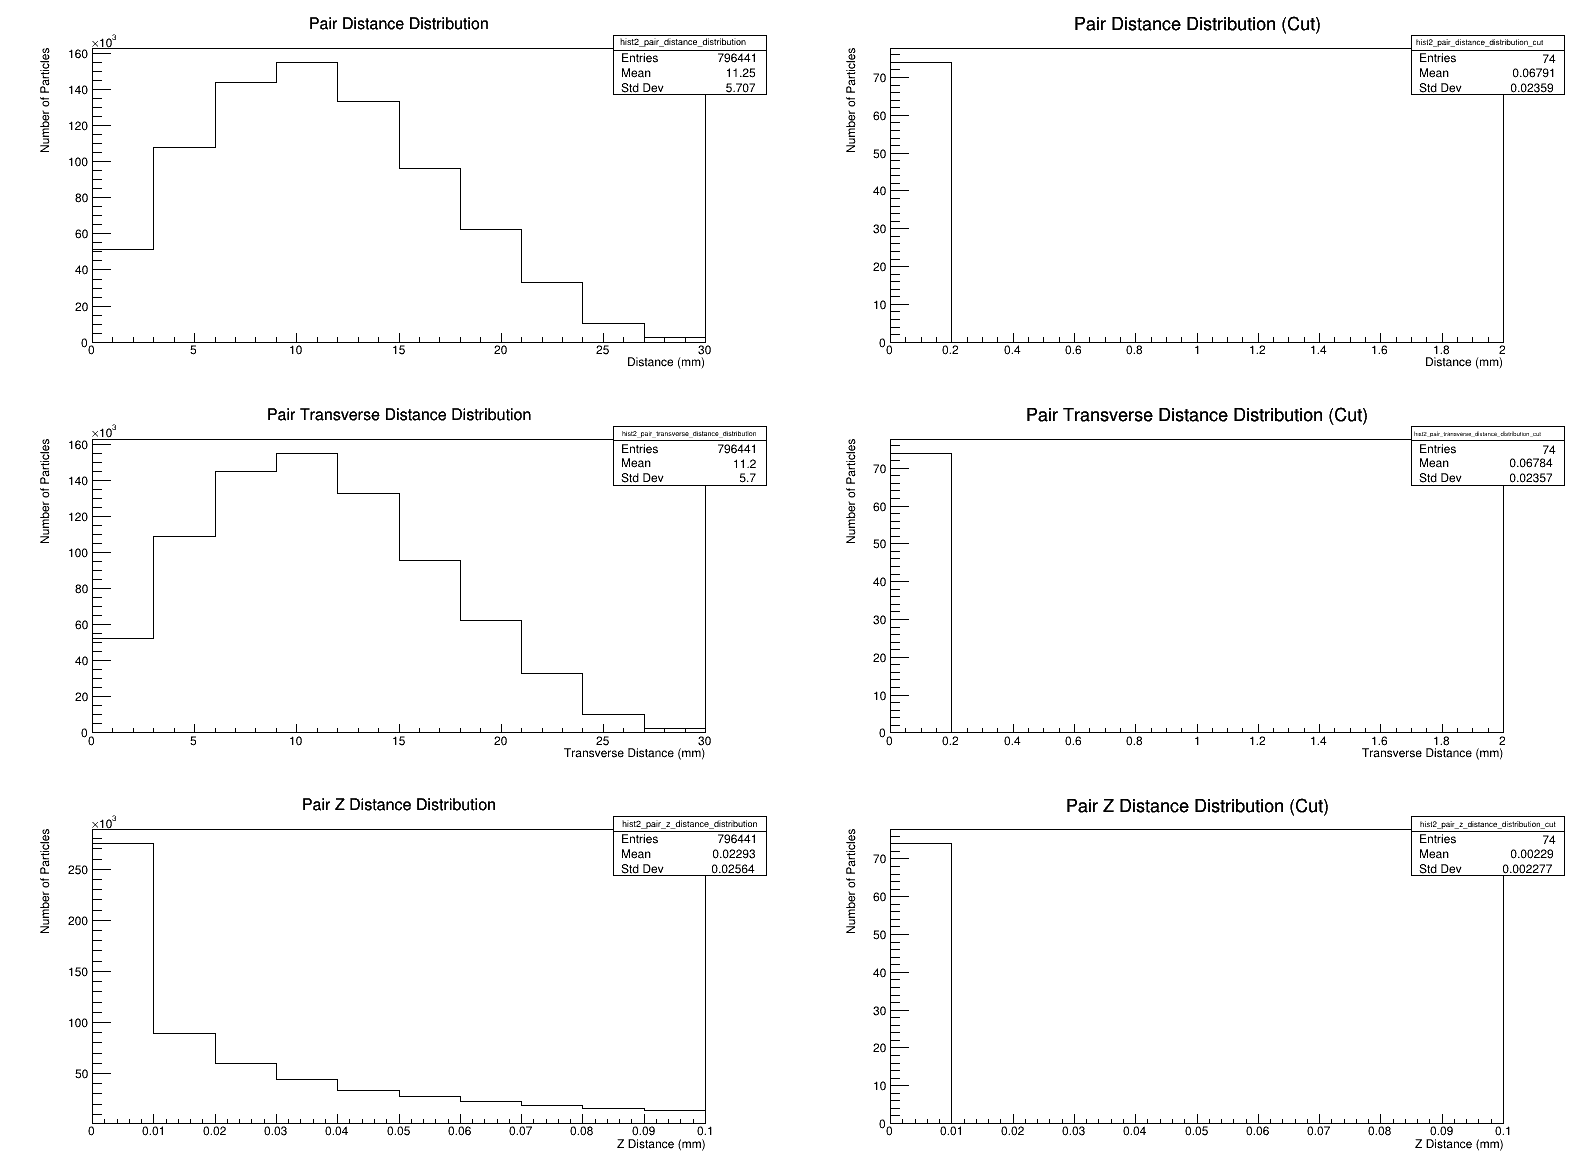 Pair Distance Distribution
×10³
Number of Particles
hist2_pair_distance_distribution
Entries 796441
Mean 11.25
Std Dev 5.707
160
140
120
100
80
60
40
20
0
0 5 10 15 20 25 30
Distance (mm)
Pair Distance Distribution (Cut)
Number of Particles
hist2_pair_distance_distribution_cut
Entries 74
Mean 0.06791
Std Dev 0.02359
70
60
50
40
30
20
10
0
0 0.2 0.4 0.6 0.8 1 1.2 1.4 1.6 1.8 2
Distance (mm)
Pair Transverse Distance Distribution
×10³
Number of Particles
hist2_pair_transverse_distance_distribution
Entries 796441
Mean 11.2
Std Dev 5.7
160
140
120
100
80
60
40
20
0
0 5 10 15 20 25 30
Transverse Distance (mm)
Pair Transverse Distance Distribution (Cut)
Number of Particles
hist2_pair_transverse_distance_distribution_cut
Entries 74
Mean 0.06784
Std Dev 0.02357
70
60
50
40
30
20
10
0
0 0.2 0.4 0.6 0.8 1 1.2 1.4 1.6 1.8 2
Transverse Distance (mm)
Pair Z Distance Distribution
×10³
Number of Particles
hist2_pair_z_distance_distribution
Entries 796441
Mean 0.02293
Std Dev 0.02564
250
200
150
100
50
0 0.01 0.02 0.03 0.04 0.05 0.06 0.07 0.08 0.09 0.1
Z Distance (mm)
Pair Z Distance Distribution (Cut)
Number of Particles
hist2_pair_z_distance_distribution_cut
Entries 74
Mean 0.00229
Std Dev 0.002277
70
60
50
40
30
20
10
0
0 0.01 0.02 0.03 0.04 0.05 0.06 0.07 0.08 0.09 0.1
Z Distance (mm)